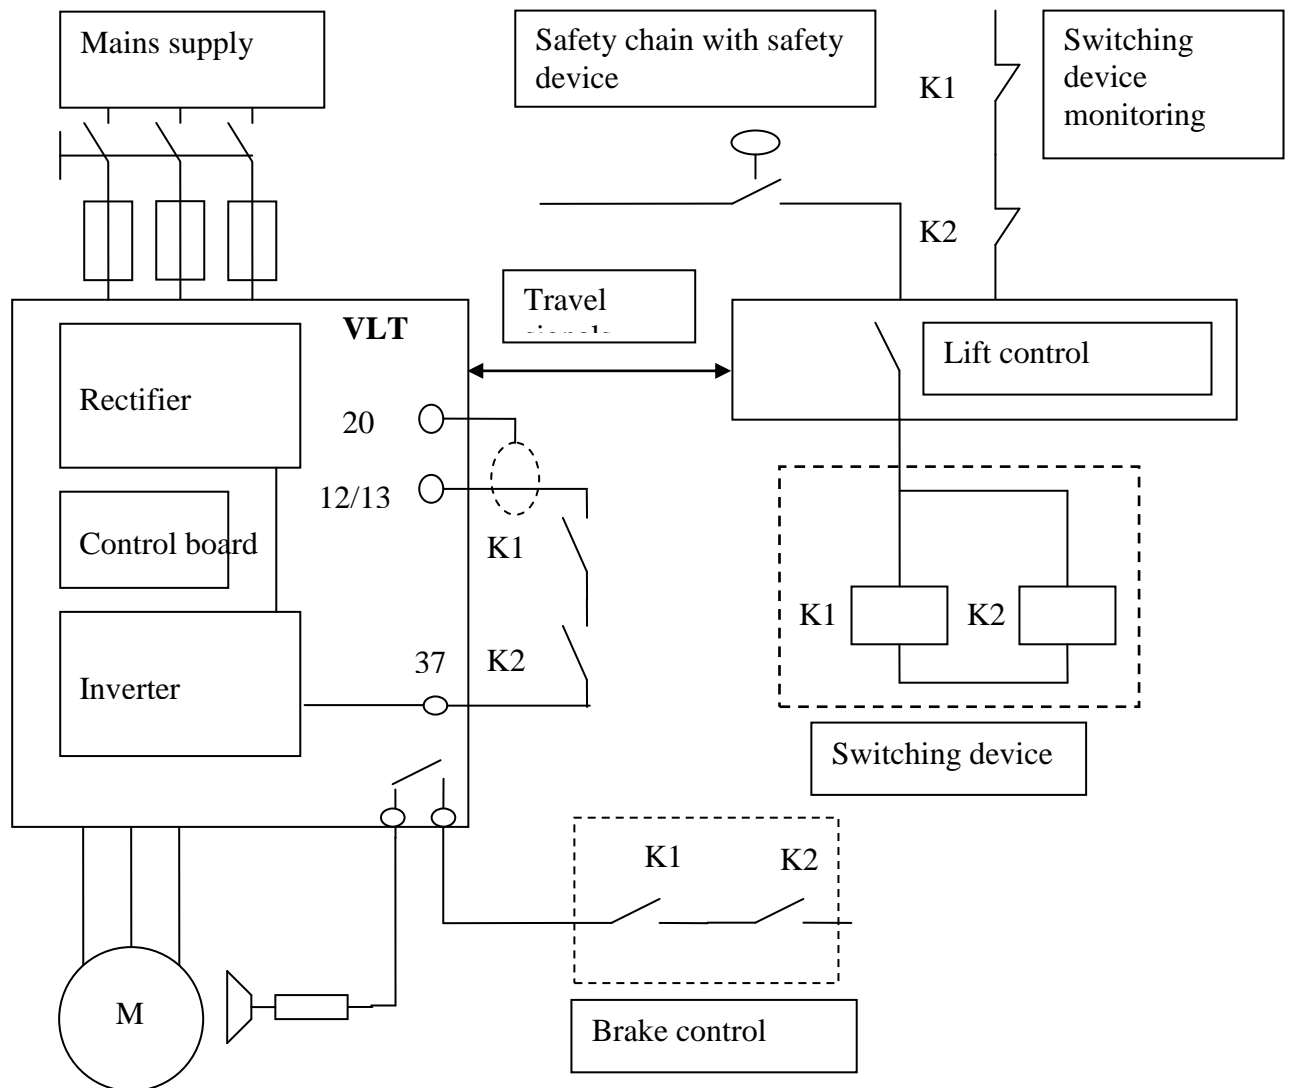 Mains supply
Safety chain with safety
device
K1
Switching
device
monitoring
K2
Travel
VLT
Lift control
Rectifier
20
12/13
K1
Control board
K1
K2
37
K2
Inverter
Switching device
K1
K2
M
Brake control